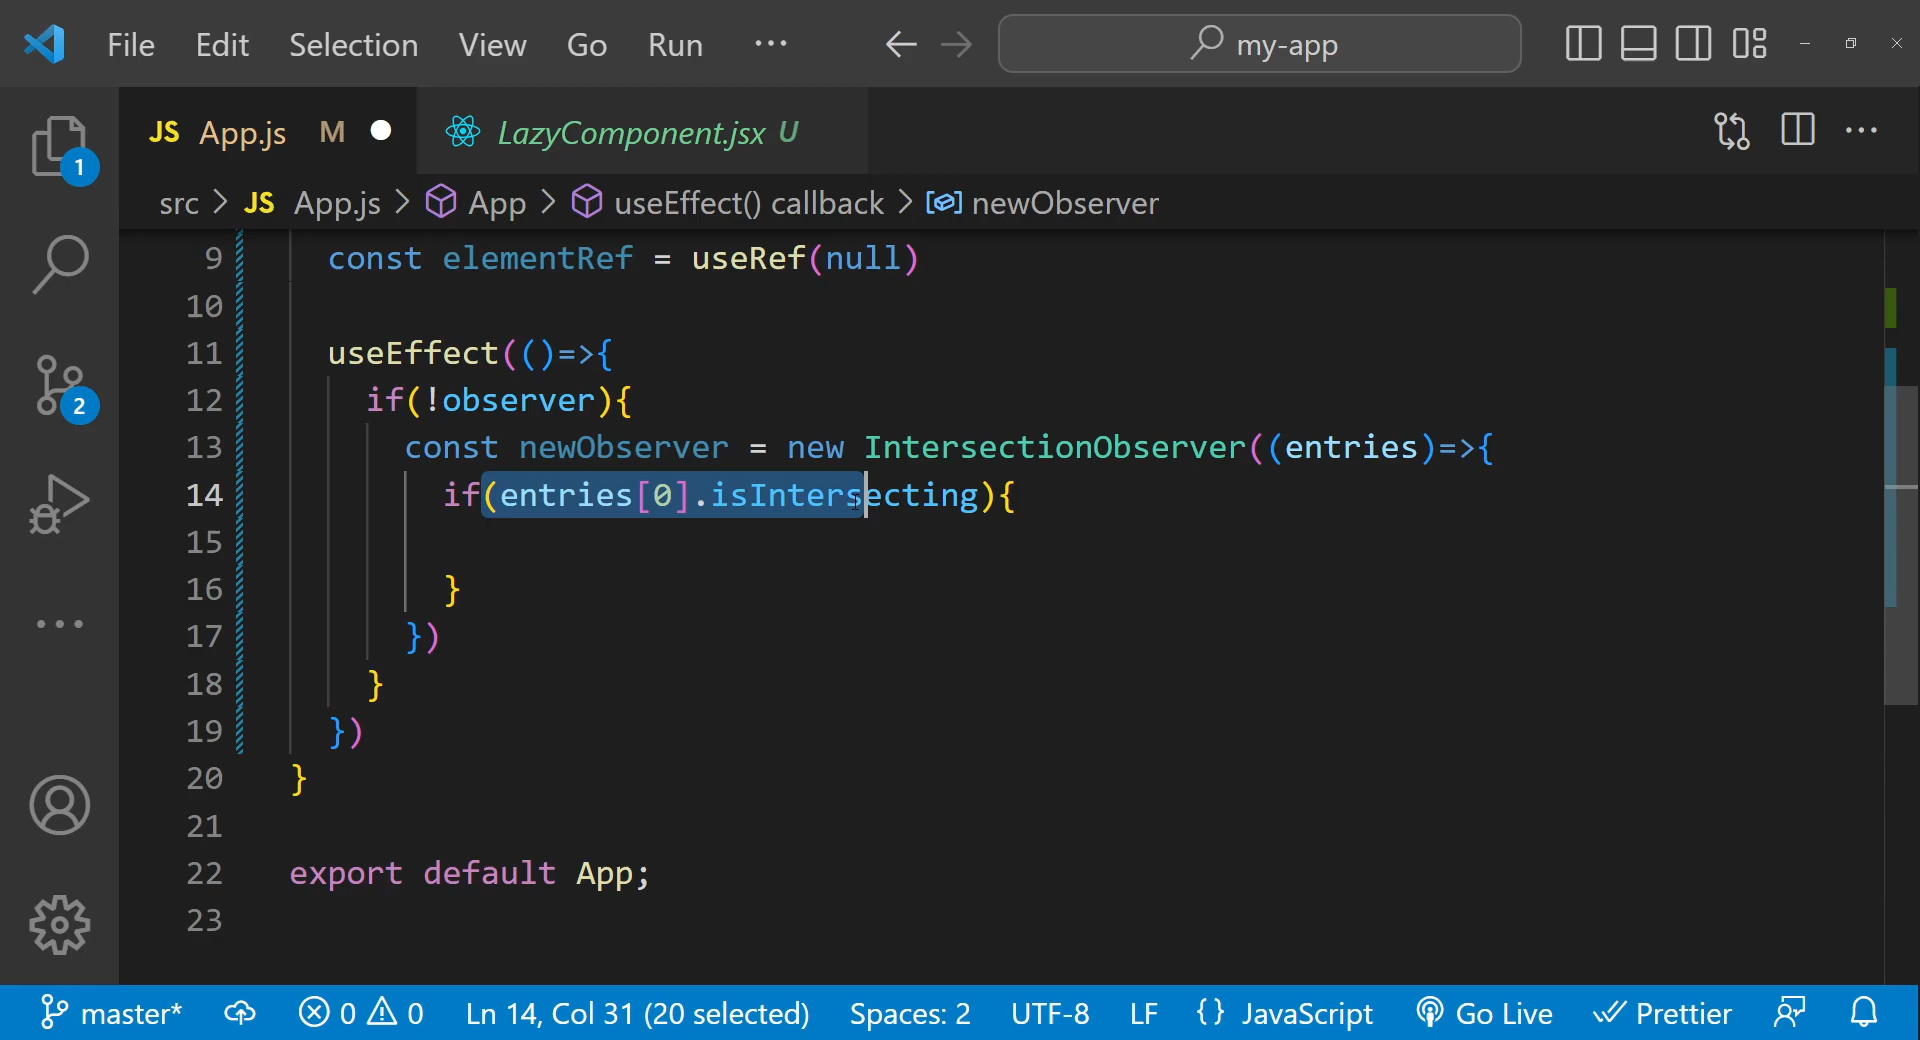 File Edit Selection View Go Run ··· my-app
JS App.js M LazyComponent.jsx U
src > JS App.js > App > useEffect() callback > newObserver
1
2
9 const elementRef = useRef(null)
10
11 useEffect(()=>{
12 if(!observer){
13 const newObserver = new IntersectionObserver((entries)=>{
14 if(entries[0].isIntersecting){
15
16 }
17 })
18 }
19 })
20 }
21
22 export default App;
23
master* 0 0 Ln 14, Col 31 (20 selected) Spaces: 2 UTF-8 LF {} JavaScript Go Live Prettier